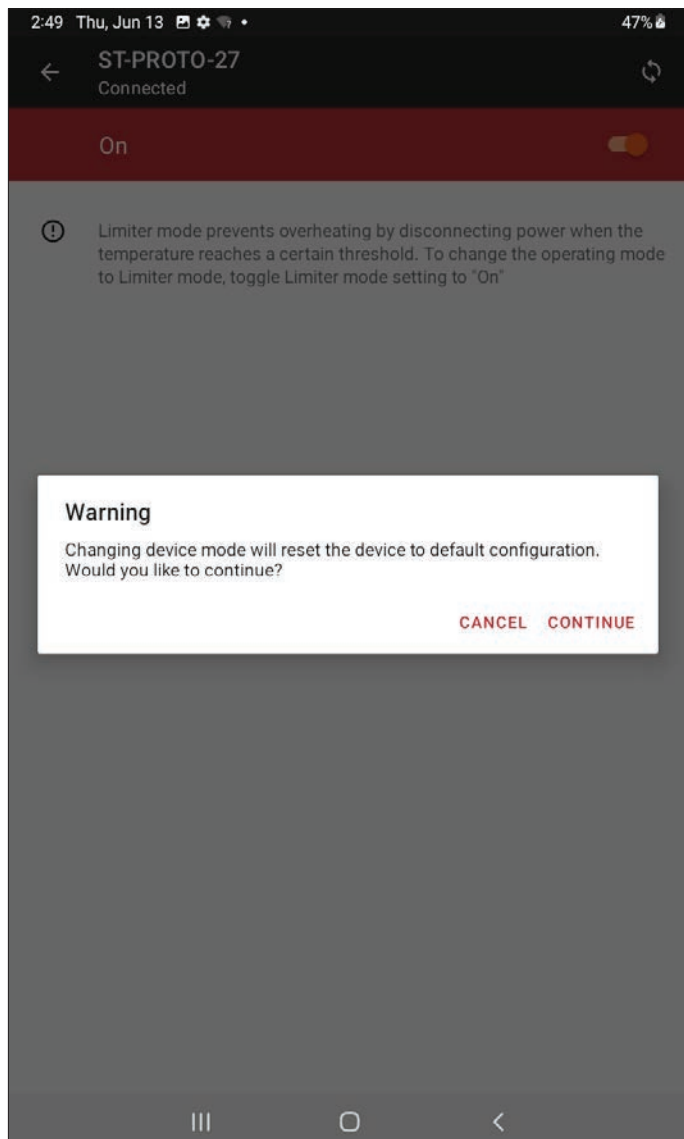 2:49 Thu, Jun 13
47%
ST-PROTO-27
Connected
On
Limiter mode prevents overheating by disconnecting power when the
temperature reaches a certain threshold. To change the operating mode
to Limiter mode, toggle Limiter mode setting to "On"
Warning
Changing device mode will reset the device to default configuration.
Would you like to continue?
CANCEL CONTINUE